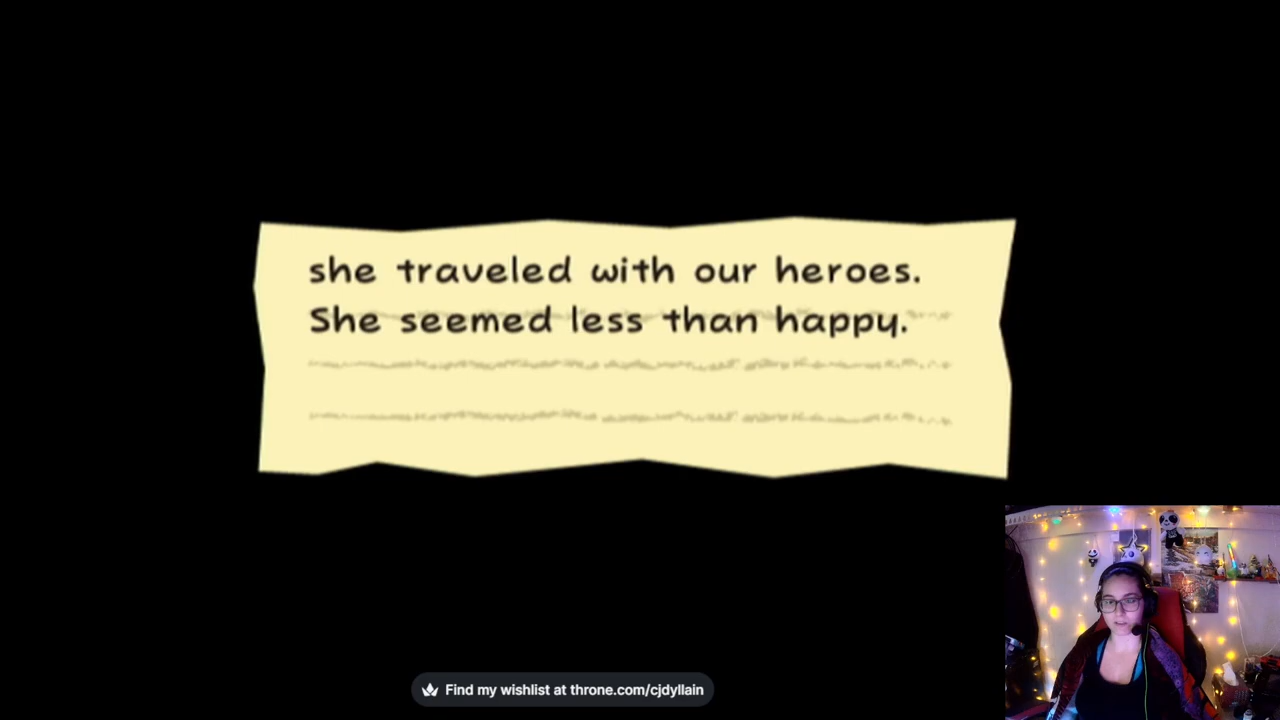 she traveled with our heroes.
She seemed less than happy.
Find my wishlist at throne.com/cjdyllain